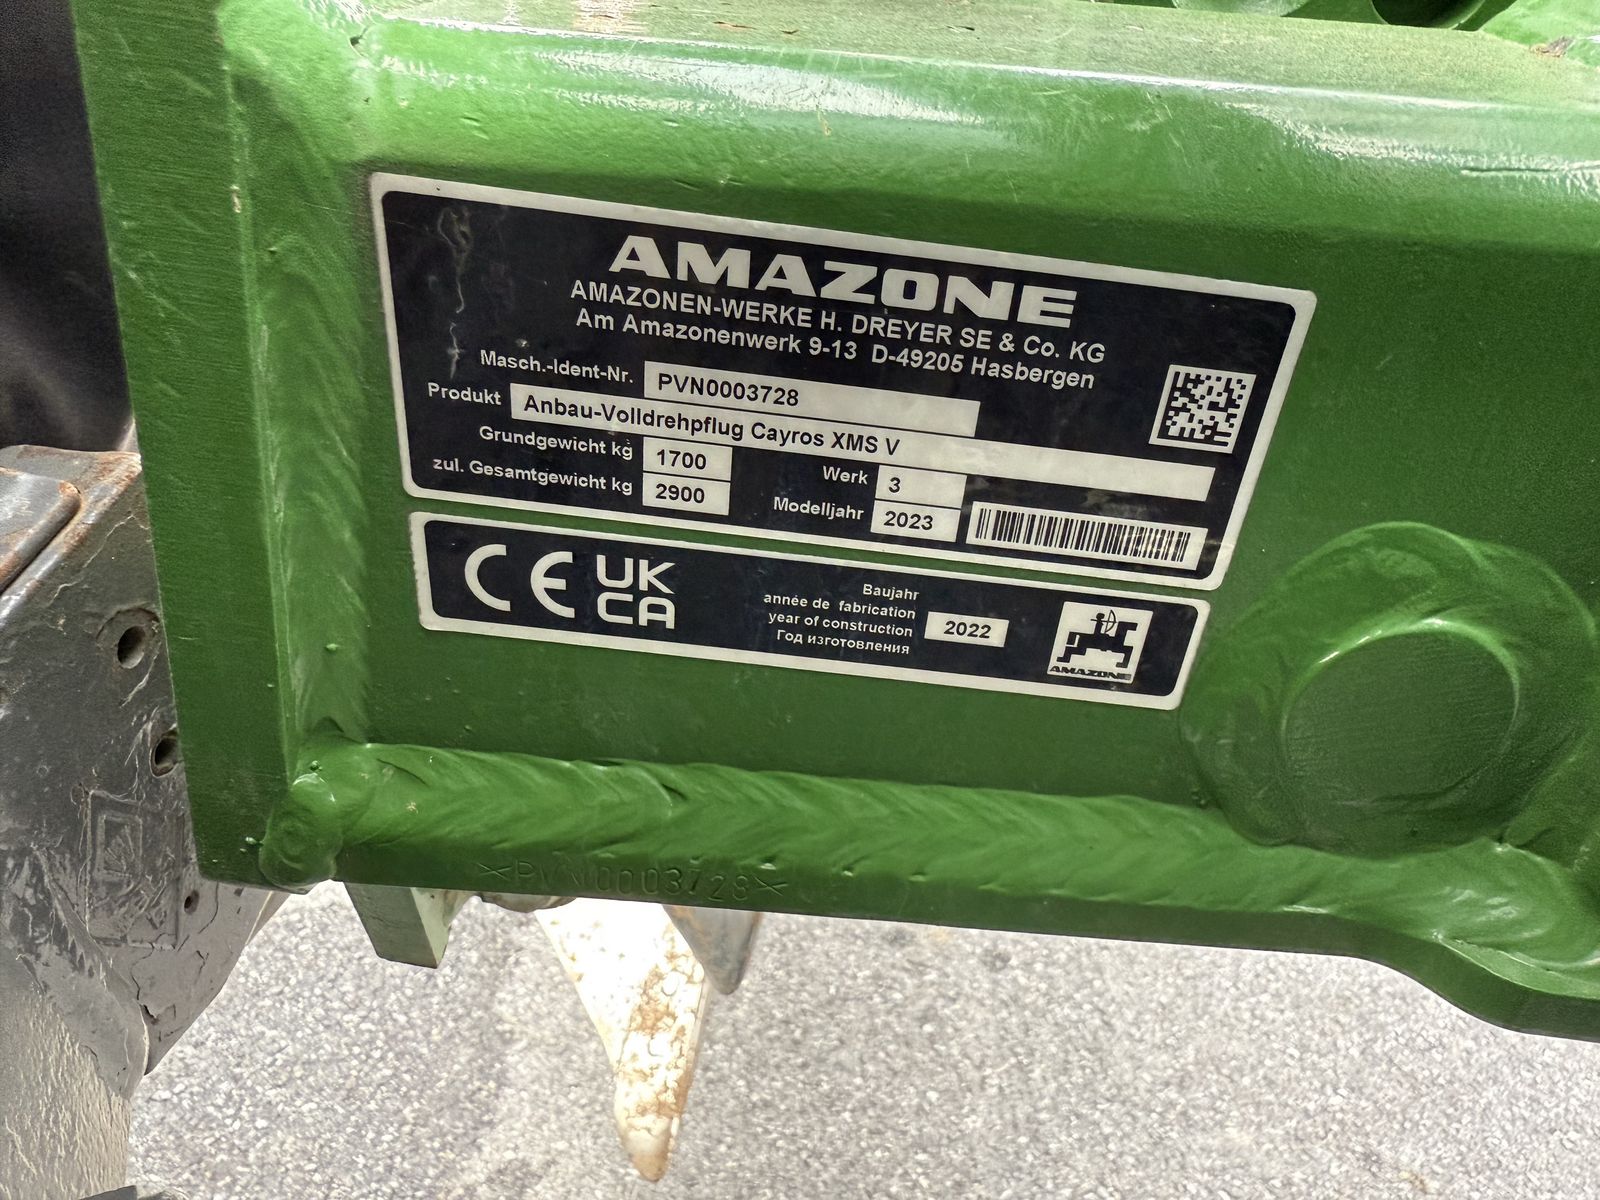 AMAZONE
AMAZONEN-WERKE H. DREYER SE & Co. KG
Am Amazonenwerk 9-13 D-49205 Hasbergen
Masch.-Ident-Nr. PVN0003728
Produkt Anbau-Volldrehpflug Cayros XMS V
Grundgewicht kg 1700
Werk 3
zul. Gesamtgewicht kg 2900
Modelljahr 2023
CE UK CA
Baujahr
année de fabrication
year of construction 2022
Год изготовления
AMAZONE
PVN0003728